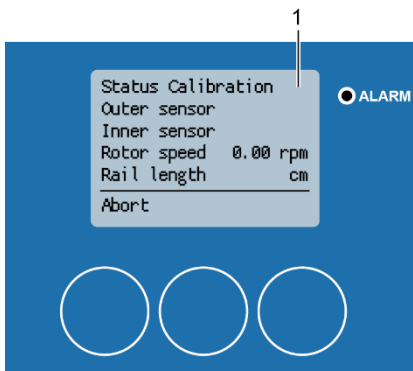 1
Status Calibration
ALARM
Outer sensor
Inner sensor
Rotor speed 0.00 rpm
Rail length cm
Abort